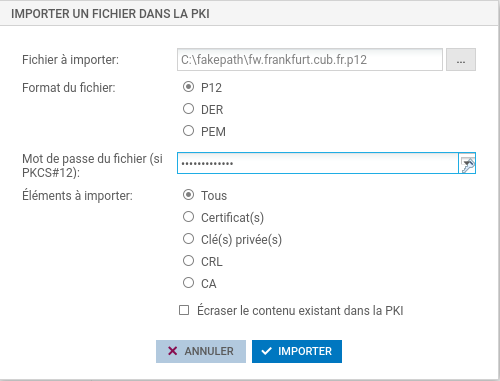 IMPORTER UN FICHIER DANS LA PKI
Fichier à importer: C:\fakepath\fw.frankfurt.cub.fr.p12 ...
Format du fichier: P12
DER
PEM
Mot de passe du fichier (si PKCS#12): •••••••••••••
Éléments à importer: Tous
Certificat(s)
Clé(s) privée(s)
CRL
CA
Écraser le contenu existant dans la PKI
ANNULER IMPORTER